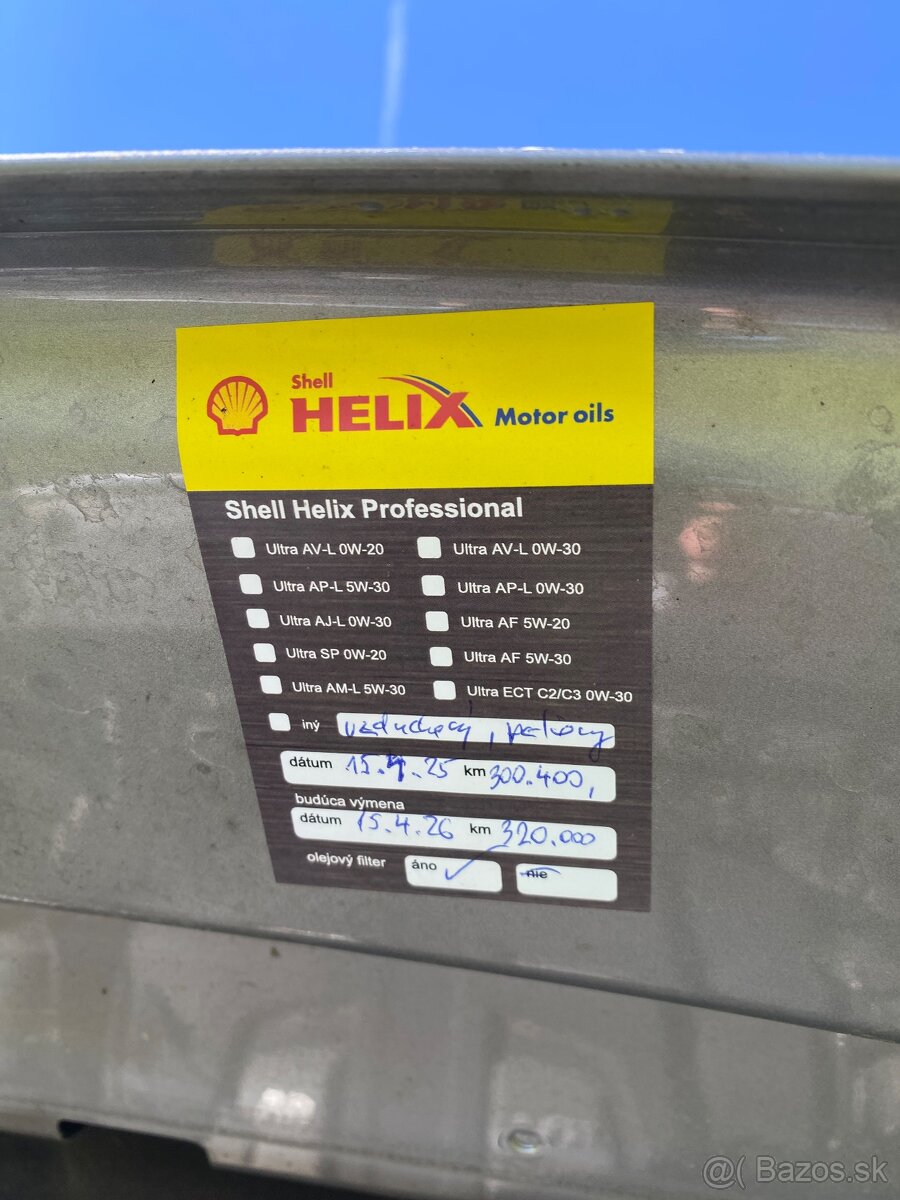 Shell
HELIX Motor oils
Shell Helix Professional
Ultra AV-L 0W-20 Ultra AV-L 0W-30
Ultra AP-L 5W-30 Ultra AP-L 0W-30
Ultra AJ-L 0W-30 Ultra AF 5W-20
Ultra SP 0W-20 Ultra AF 5W-30
Ultra AM-L 5W-30 Ultra ECT C2/C3 0W-30
iný vzduchový, palivový
dátum 15.4.25 km 300.400,
budúca výmena
dátum 15.4.26 km 320.000
olejový filter áno nie
@( Bazos.sk